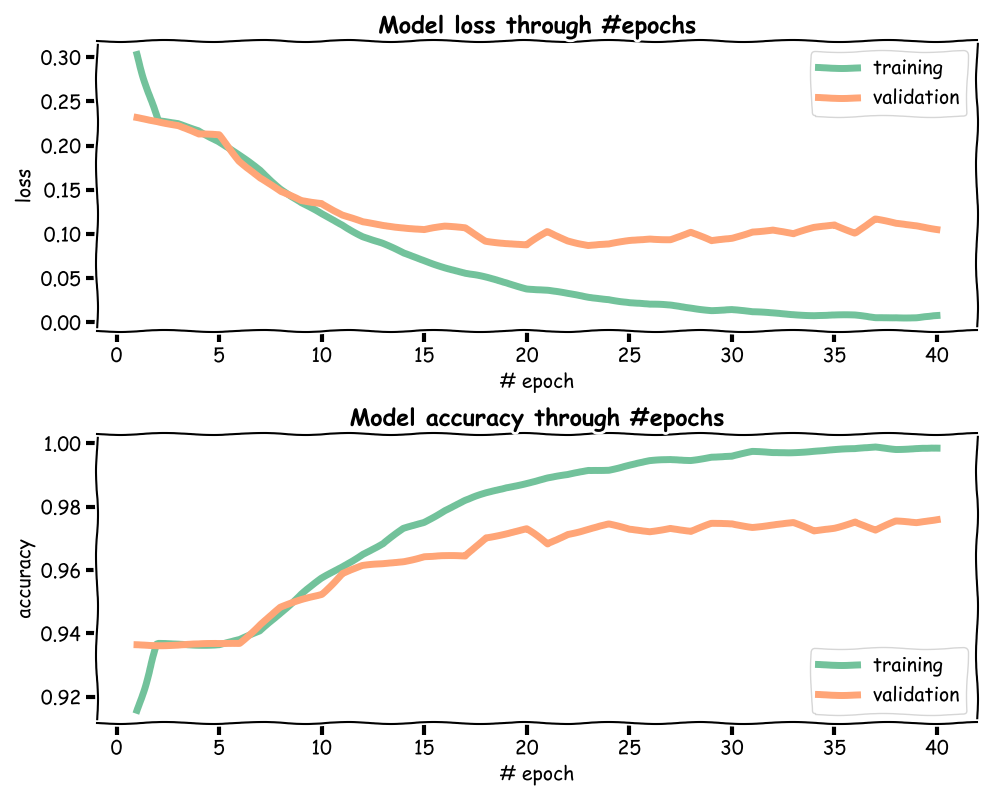 Model loss through #epochs
loss
0.30
0.25
0.20
0.15
0.10
0.05
0.00
training
validation
0 5 10 15 20 25 30 35 40
# epoch
Model accuracy through #epochs
accuracy
1.00
0.98
0.96
0.94
0.92
training
validation
0 5 10 15 20 25 30 35 40
# epoch